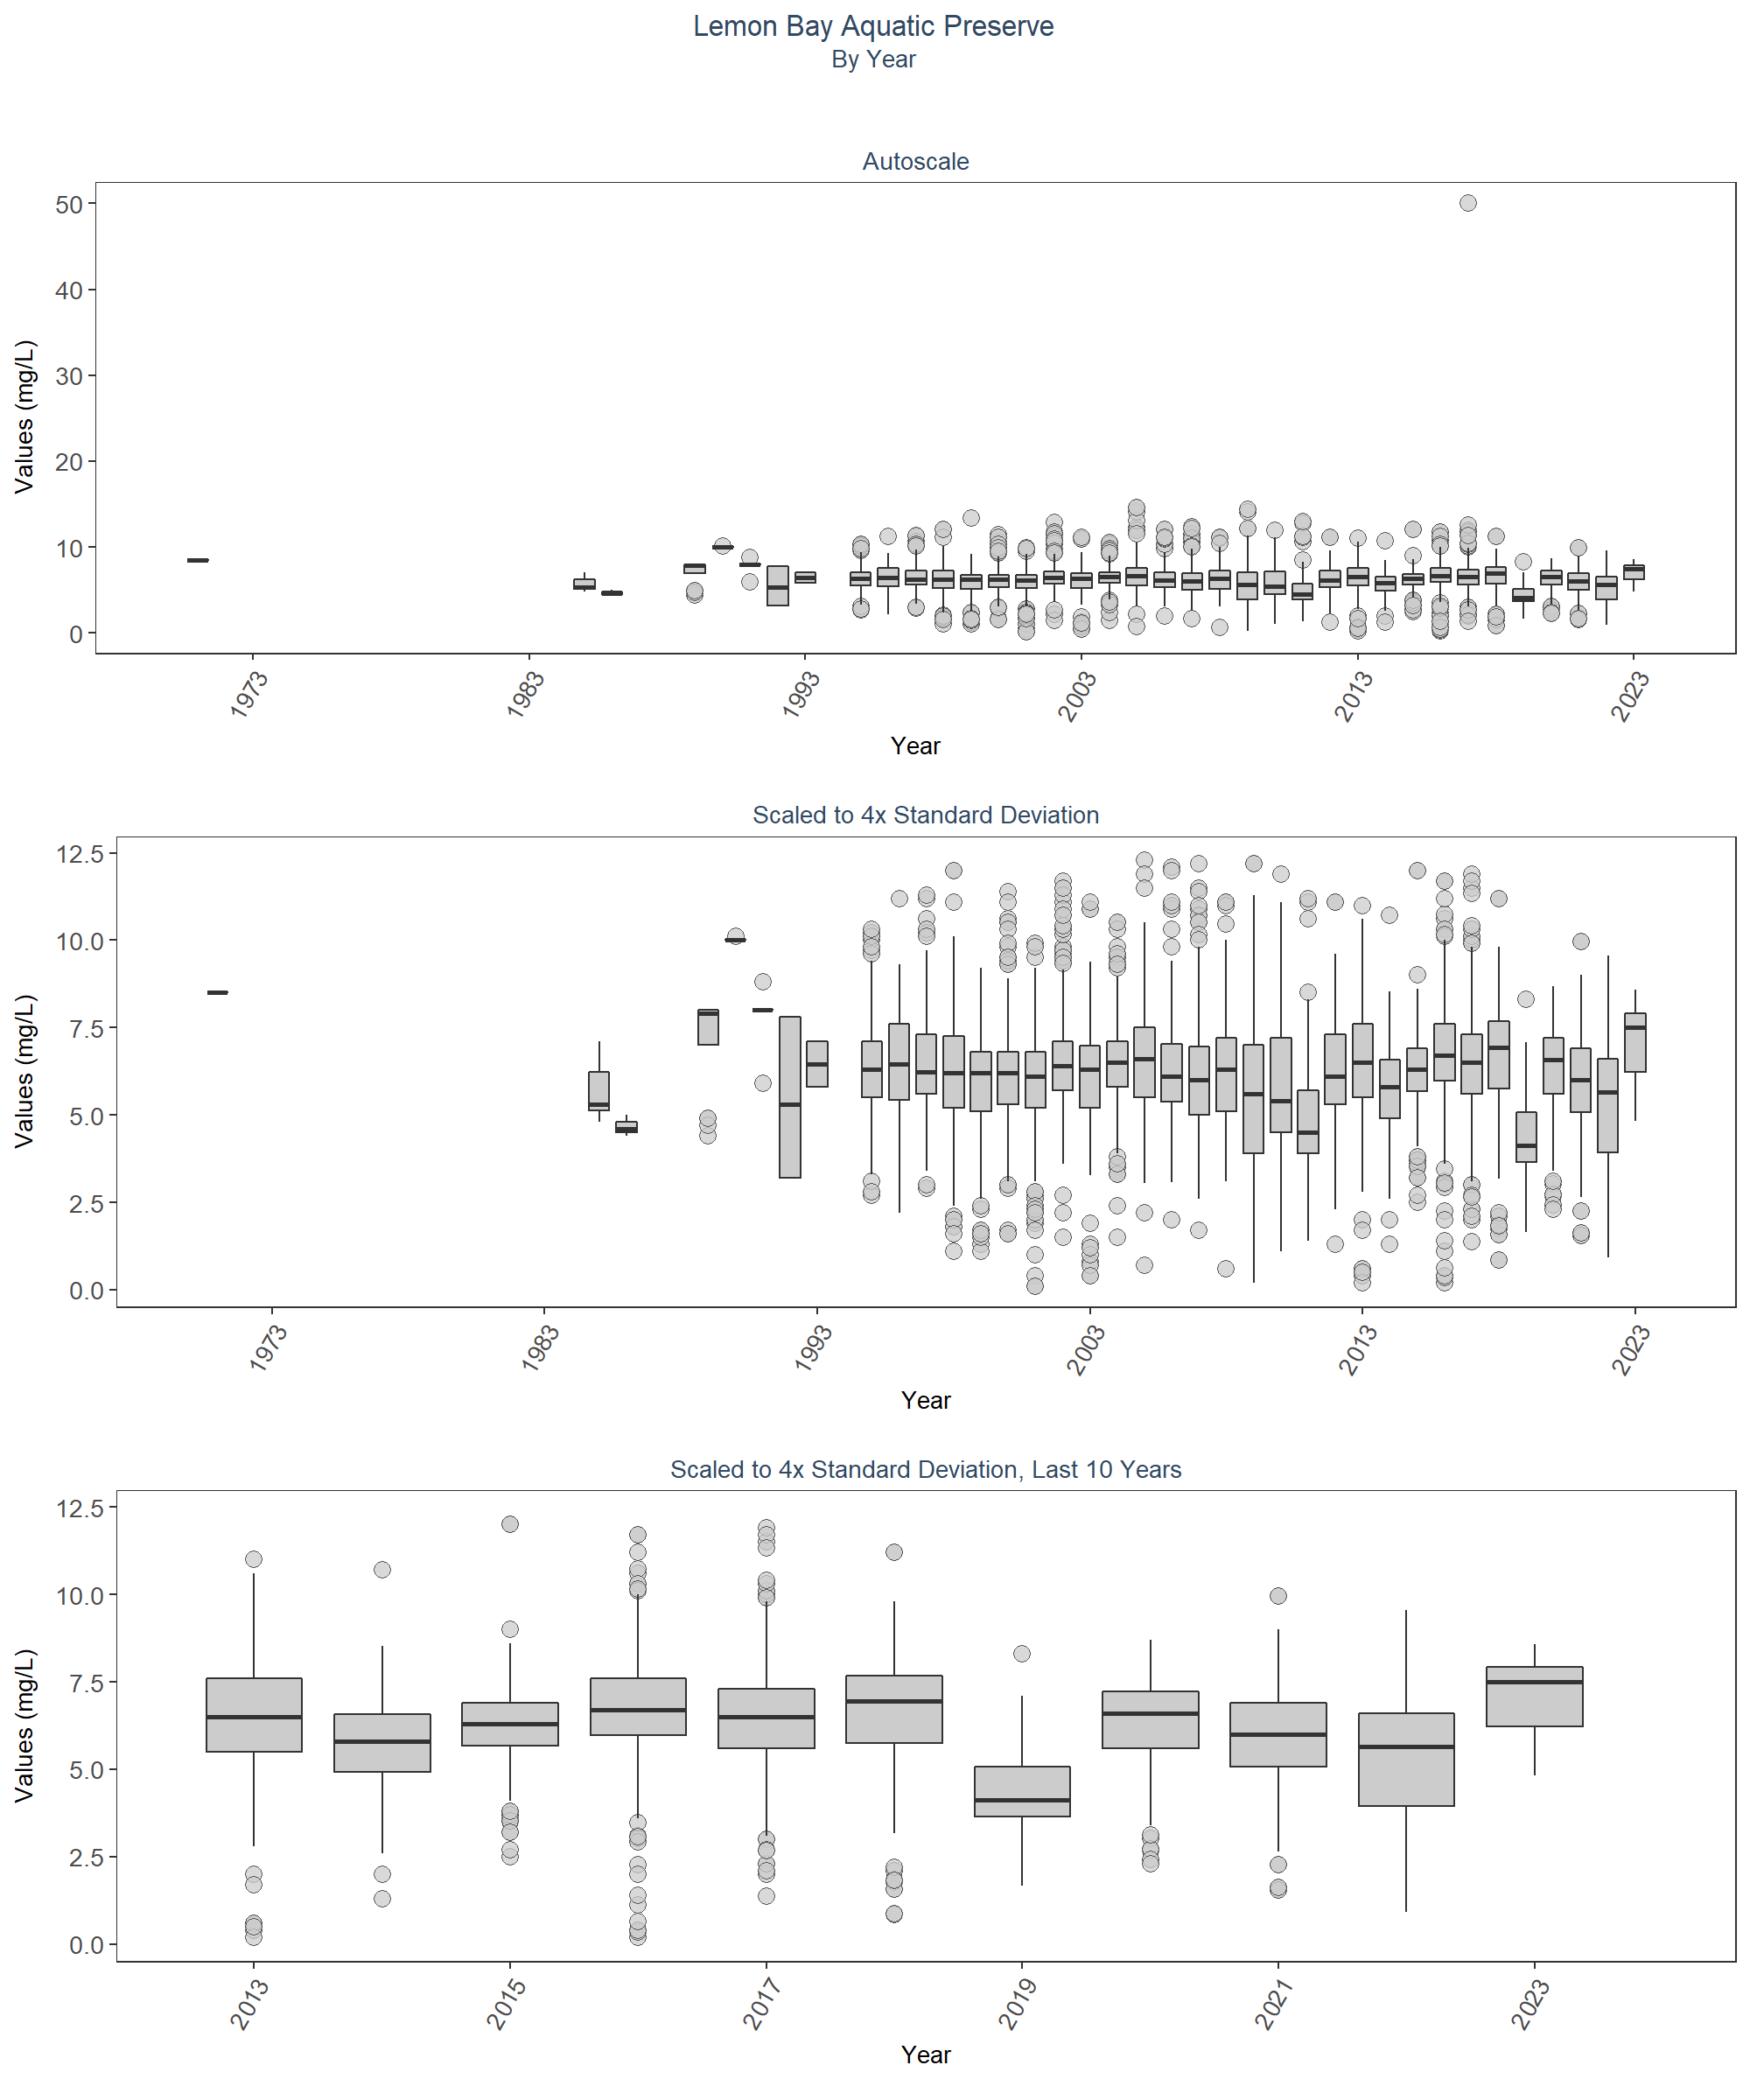 Lemon Bay Aquatic Preserve
By Year
Autoscale
50
40
30
20
10
0
Values (mg/L)
1973 1983 1993 2003 2013 2023
Year
Scaled to 4x Standard Deviation
12.5
10.0
7.5
5.0
2.5
0.0
Values (mg/L)
1973 1983 1993 2003 2013 2023
Year
Scaled to 4x Standard Deviation, Last 10 Years
12.5
10.0
7.5
5.0
2.5
0.0
Values (mg/L)
2013 2015 2017 2019 2021 2023
Year